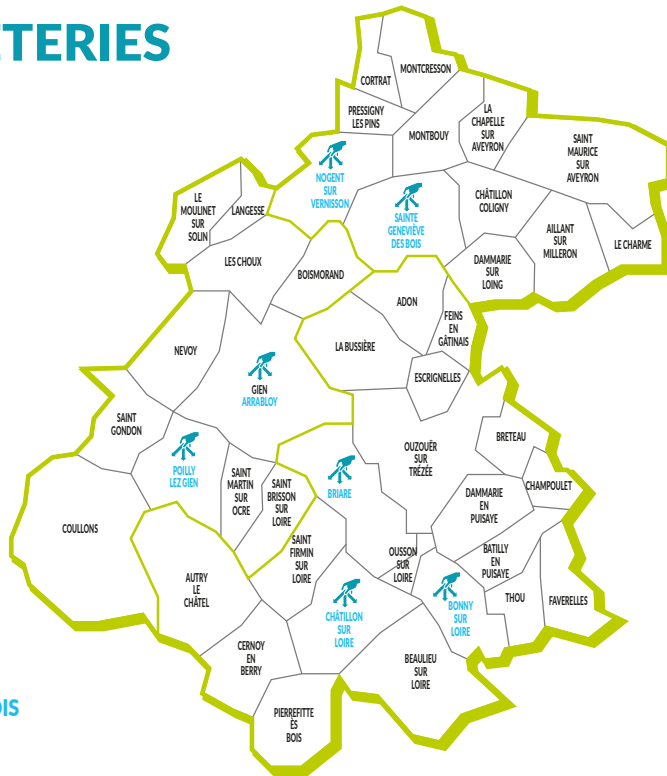 ÈTERIES
CORTRAT
MONTCRESSON
PRESSIGNY
LES PINS
MONTBOUY
LA
CHAPELLE
SUR
AVEYRON
SAINT
MAURICE
SUR
AVEYRON
NOGENT
SUR
VERNISSON
SAINTE
GENEVIÈVE
DES BOIS
CHÂTILLON
COLIGNY
LE
MOULINET
SUR
SOLIN
LANGESSE
AILLANT
SUR
MILLERON
LE CHARME
LES CHOUX
BOISMORAND
DAMMARIE
SUR
LOING
ADON
FEINS
EN
GÂTINAIS
NEVOY
LA BUSSIÈRE
ESCRIGNELLES
GIEN
ARRABLOY
SAINT
GONDON
OUZOUËR
SUR
TRÉZÉE
BRETEAU
POILLY
LEZ GIEN
SAINT
MARTIN
SUR
OCRE
SAINT
BRISSON
SUR
LOIRE
BRIARE
CHAMPOULET
DAMMARIE
EN
PUISAYE
COULLONS
SAINT
FIRMIN
SUR
LOIRE
OUSSON
SUR
LOIRE
BATILLY
EN
PUISAYE
AUTRY
LE
CHÂTEL
THOU
FAVERELLES
CHÂTILLON
SUR
LOIRE
BONNY
SUR
LOIRE
CERNOY
EN
BERRY
BEAULIEU
SUR
LOIRE
PIERREFITTE
ÈS
BOIS
OIS